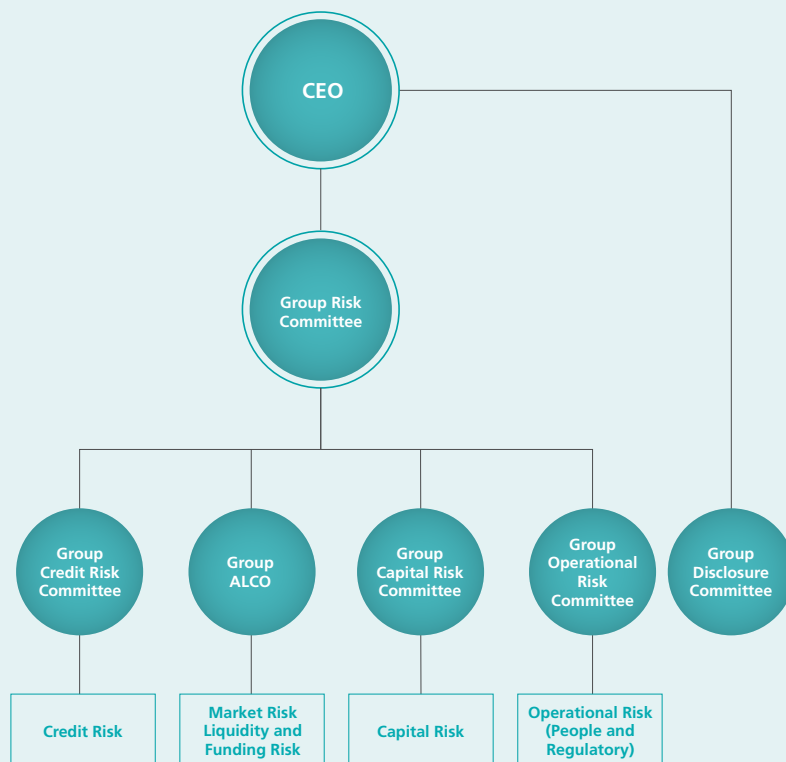 CEO
Group Risk
Committee
Group
Credit Risk
Committee
Group
ALCO
Group
Capital Risk
Committee
Group
Operational
Risk
Committee
Group
Disclosure
Committee
Credit Risk
Market Risk
Liquidity and
Funding Risk
Capital Risk
Operational Risk
(People and
Regulatory)